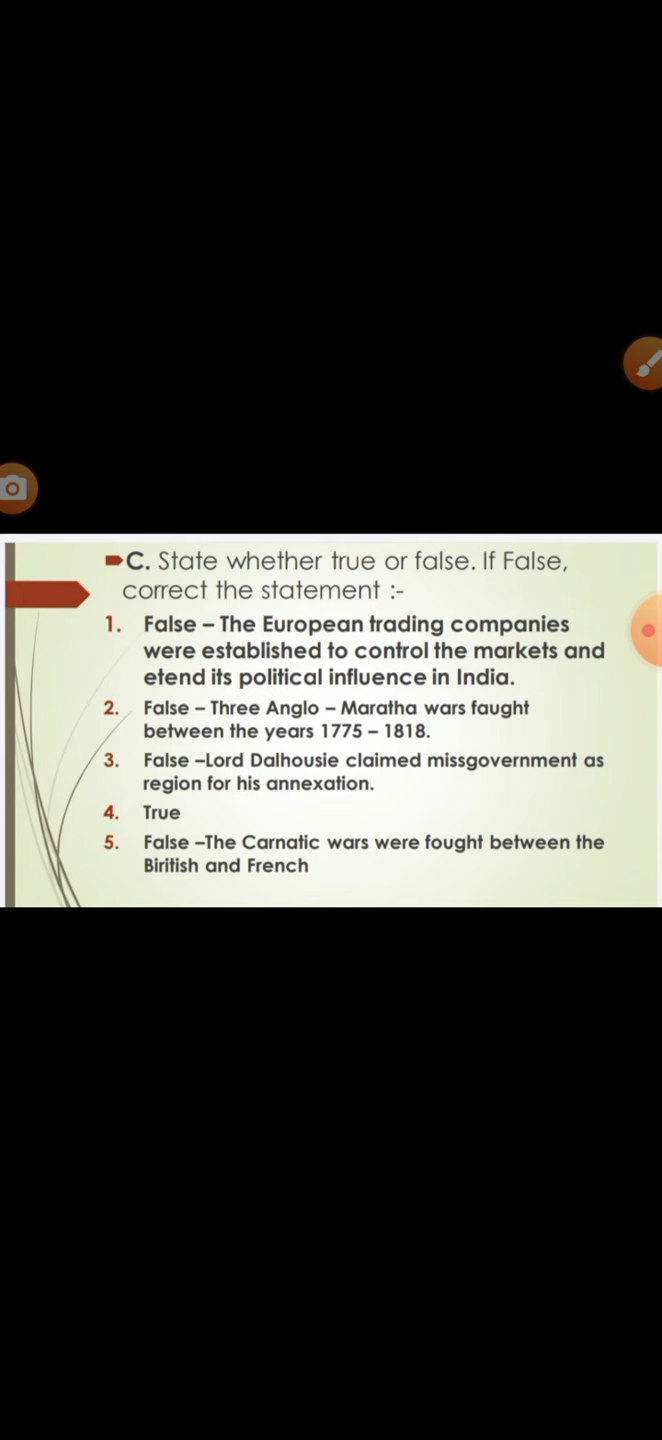 C. State whether true or false. If False,
correct the statement :-
1. False – The European trading companies
were established to control the markets and
etend its political influence in India.
2. False – Three Anglo – Maratha wars faught
between the years 1775 – 1818.
3. False –Lord Dalhousie claimed missgovernment as
region for his annexation.
4. True
5. False –The Carnatic wars were fought between the
Biritish and French